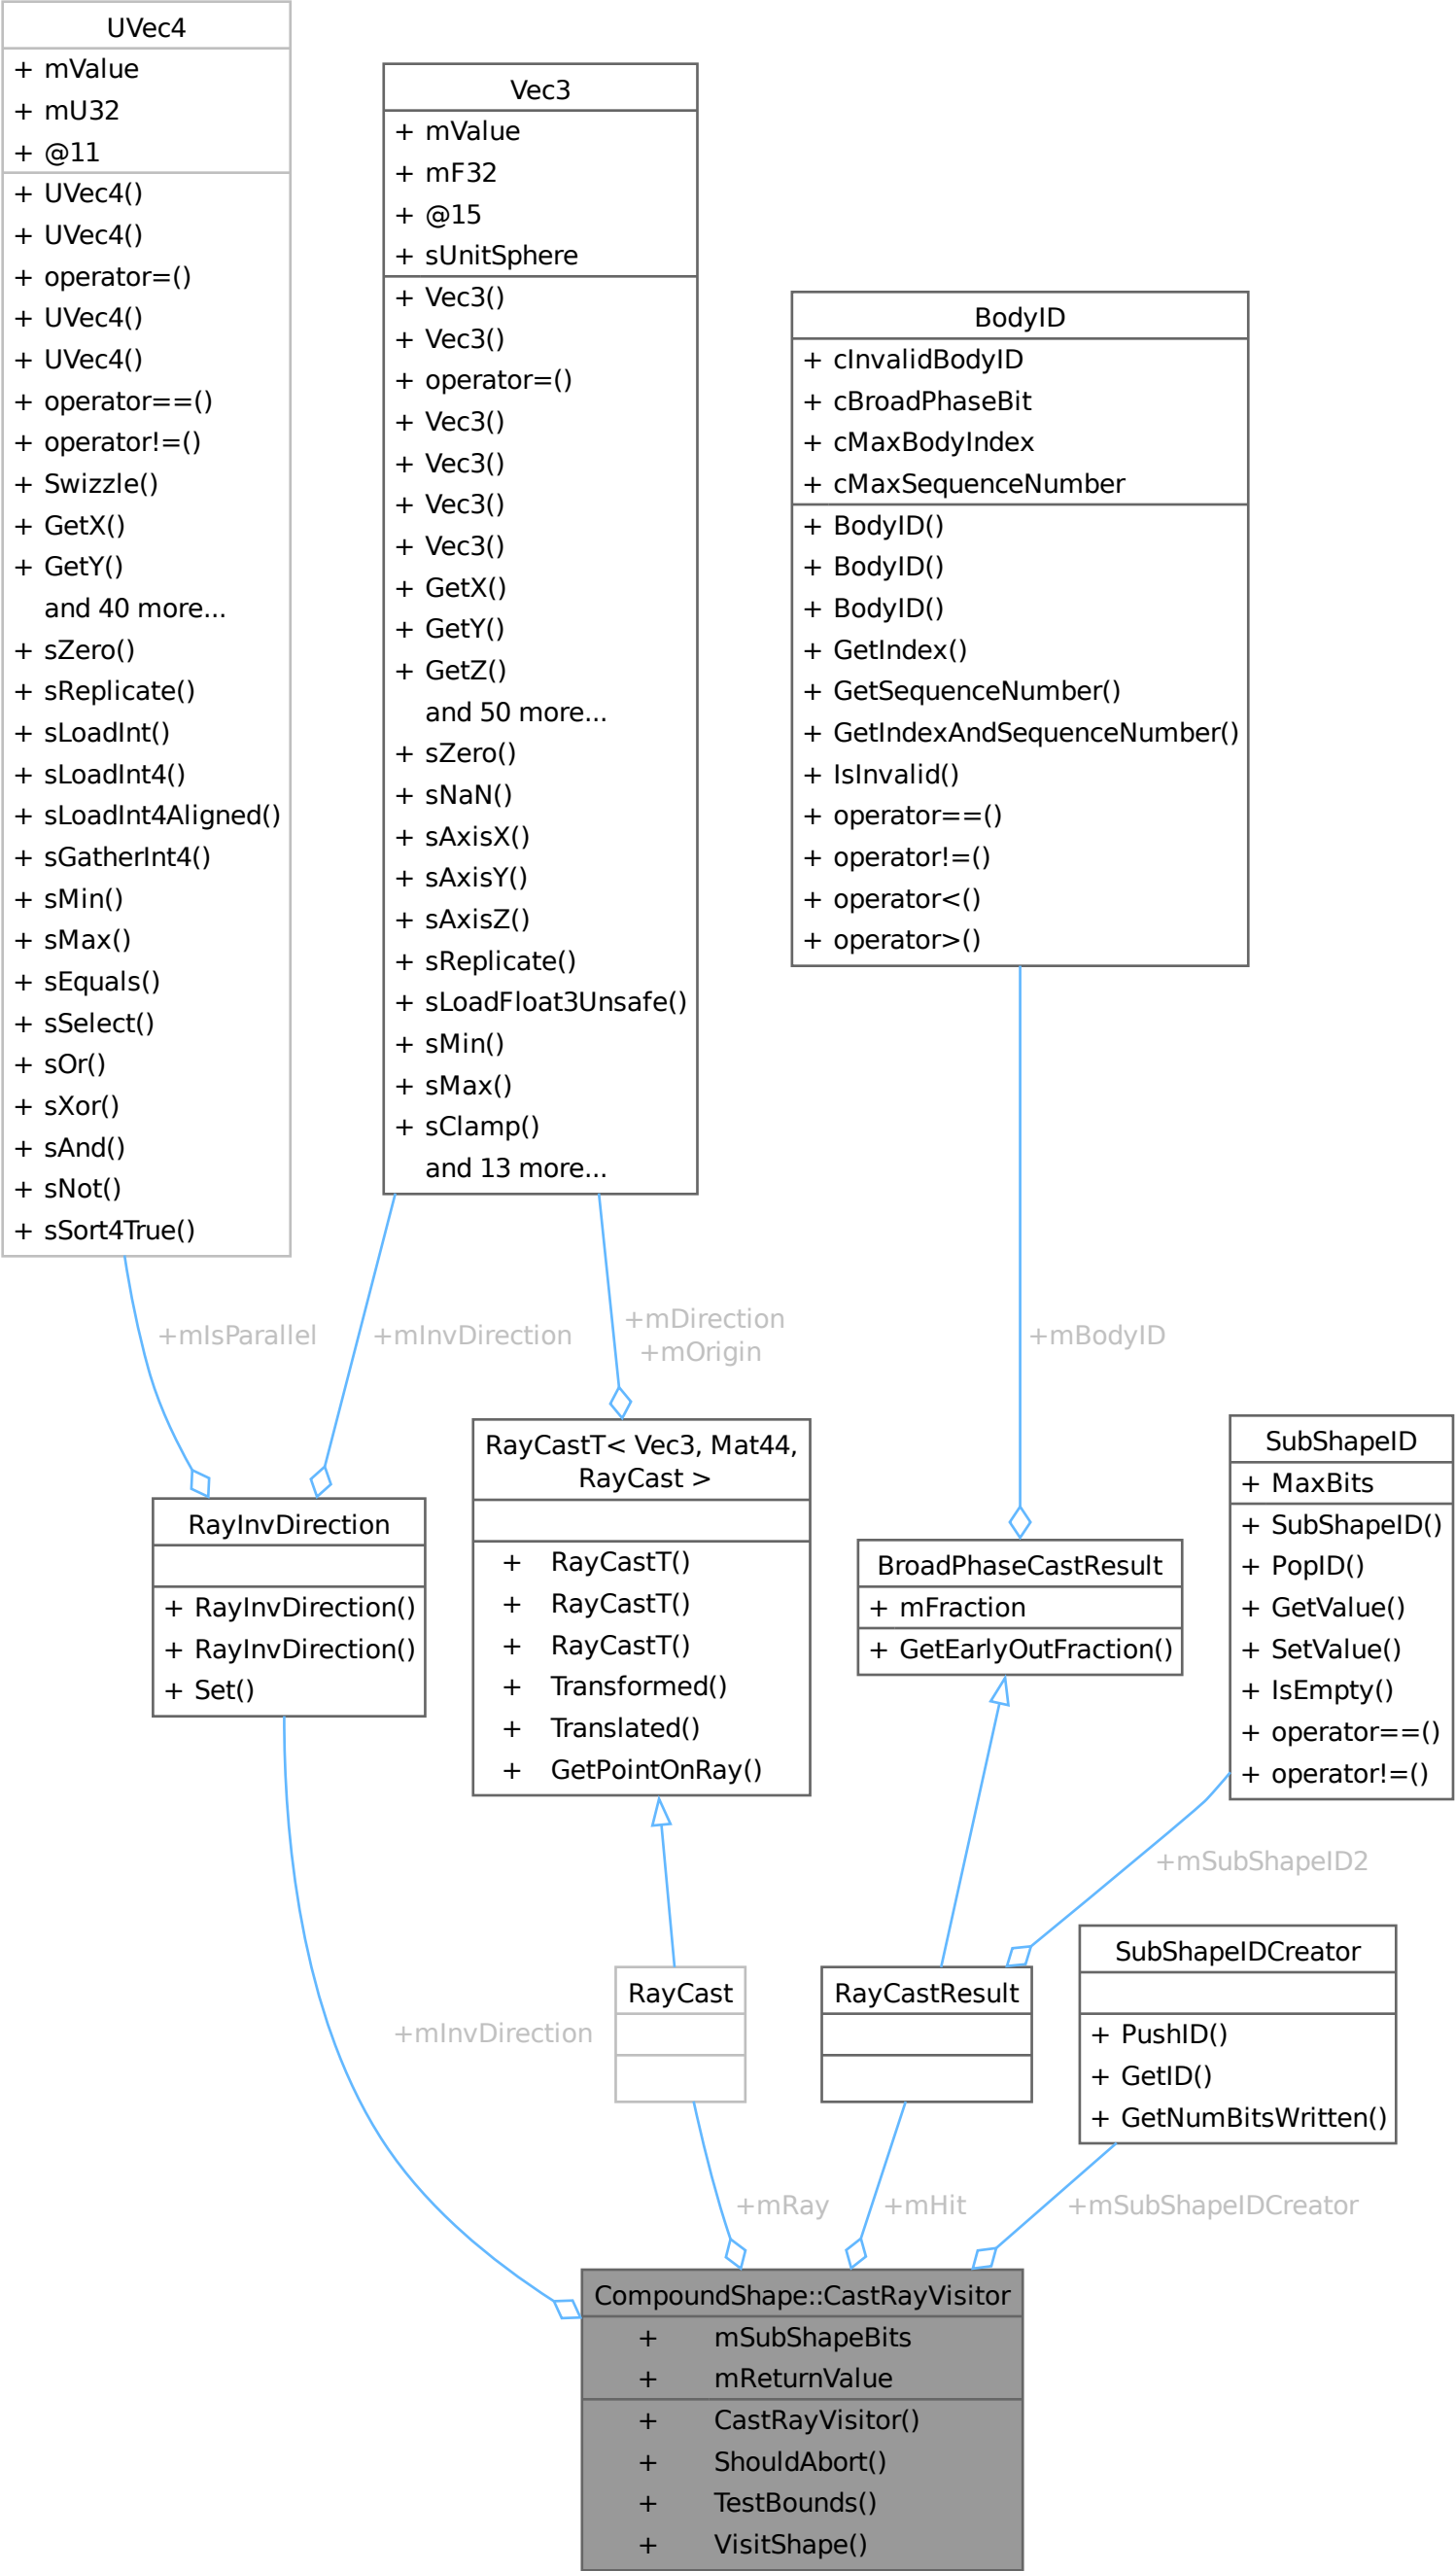 UVec4
+ mValue
+ mU32
+ @11
+ UVec4()
+ UVec4()
+ operator=()
+ UVec4()
+ UVec4()
+ operator==()
+ operator!=()
+ Swizzle()
+ GetX()
+ GetY()
and 40 more...
+ sZero()
+ sReplicate()
+ sLoadInt()
+ sLoadInt4()
+ sLoadInt4Aligned()
+ sGatherInt4()
+ sMin()
+ sMax()
+ sEquals()
+ sSelect()
+ sOr()
+ sXor()
+ sAnd()
+ sNot()
+ sSort4True()
Vec3
+ mValue
+ mF32
+ @15
+ sUnitSphere
+ Vec3()
+ Vec3()
+ operator=()
+ Vec3()
+ Vec3()
+ Vec3()
+ Vec3()
+ GetX()
+ GetY()
+ GetZ()
and 50 more...
+ sZero()
+ sNaN()
+ sAxisX()
+ sAxisY()
+ sAxisZ()
+ sReplicate()
+ sLoadFloat3Unsafe()
+ sMin()
+ sMax()
+ sClamp()
and 13 more...
BodyID
+ cInvalidBodyID
+ cBroadPhaseBit
+ cMaxBodyIndex
+ cMaxSequenceNumber
+ BodyID()
+ BodyID()
+ BodyID()
+ GetIndex()
+ GetSequenceNumber()
+ GetIndexAndSequenceNumber()
+ IsInvalid()
+ operator==()
+ operator!=()
+ operator<()
+ operator>()
+mIsParallel
+mInvDirection
+mDirection
+mOrigin
+mBodyID
RayInvDirection
+ RayInvDirection()
+ RayInvDirection()
+ Set()
RayCastT< Vec3, Mat44,
RayCast >
+ RayCastT()
+ RayCastT()
+ RayCastT()
+ Transformed()
+ Translated()
+ GetPointOnRay()
BroadPhaseCastResult
+ mFraction
+ GetEarlyOutFraction()
SubShapeID
+ MaxBits
+ SubShapeID()
+ PopID()
+ GetValue()
+ SetValue()
+ IsEmpty()
+ operator==()
+ operator!=()
+mSubShapeID2
+mInvDirection
RayCast
RayCastResult
SubShapeIDCreator
+ PushID()
+ GetID()
+ GetNumBitsWritten()
+mRay
+mHit
+mSubShapeIDCreator
CompoundShape::CastRayVisitor
+ mSubShapeBits
+ mReturnValue
+ CastRayVisitor()
+ ShouldAbort()
+ TestBounds()
+ VisitShape()